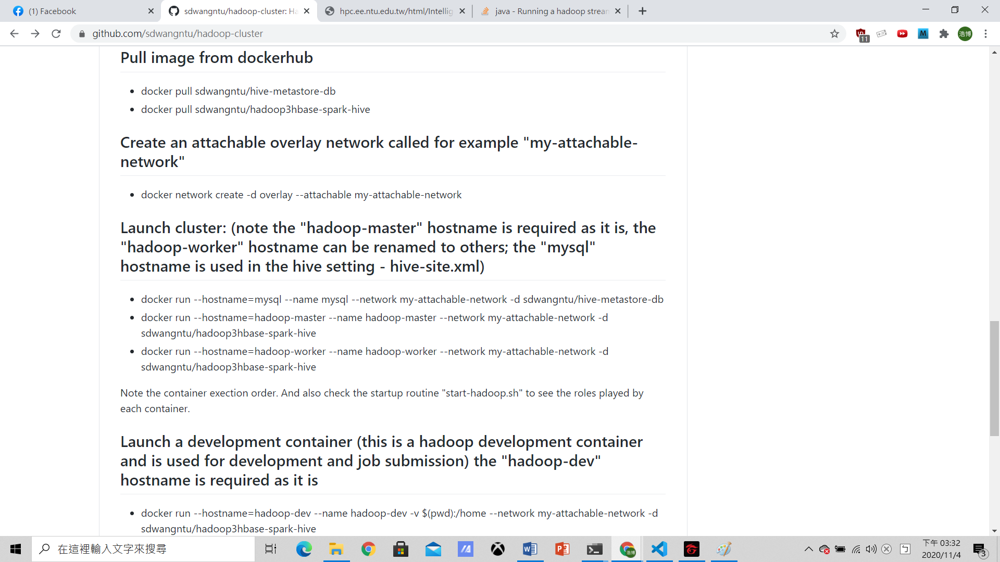 (1) Facebook
sdwangntu/hadoop-cluster: Ha
hpc.ee.ntu.edu.tw/html/Intellig
java - Running a hadoop stream
github.com/sdwangntu/hadoop-cluster
11
M
浩博
Pull image from dockerhub
docker pull sdwangntu/hive-metastore-db
docker pull sdwangntu/hadoop3hbase-spark-hive
Create an attachable overlay network called for example "my-attachable-
network"
docker network create -d overlay --attachable my-attachable-network
Launch cluster: (note the "hadoop-master" hostname is required as it is, the
"hadoop-worker" hostname can be renamed to others; the "mysql"
hostname is used in the hive setting - hive-site.xml)
docker run --hostname=mysql --name mysql --network my-attachable-network -d sdwangntu/hive-metastore-db
docker run --hostname=hadoop-master --name hadoop-master --network my-attachable-network -d
sdwangntu/hadoop3hbase-spark-hive
docker run --hostname=hadoop-worker --name hadoop-worker --network my-attachable-network -d
sdwangntu/hadoop3hbase-spark-hive
Note the container exection order. And also check the startup routine "start-hadoop.sh" to see the roles played by
each container.
Launch a development container (this is a hadoop development container
and is used for development and job submission) the "hadoop-dev"
hostname is required as it is
docker run --hostname=hadoop-dev --name hadoop-dev -v $(pwd):/home --network my-attachable-network -d
sdwangntu/hadoop3hbase-spark-hive
在這裡輸入文字來搜尋
下午 03:32
2020/11/4
3